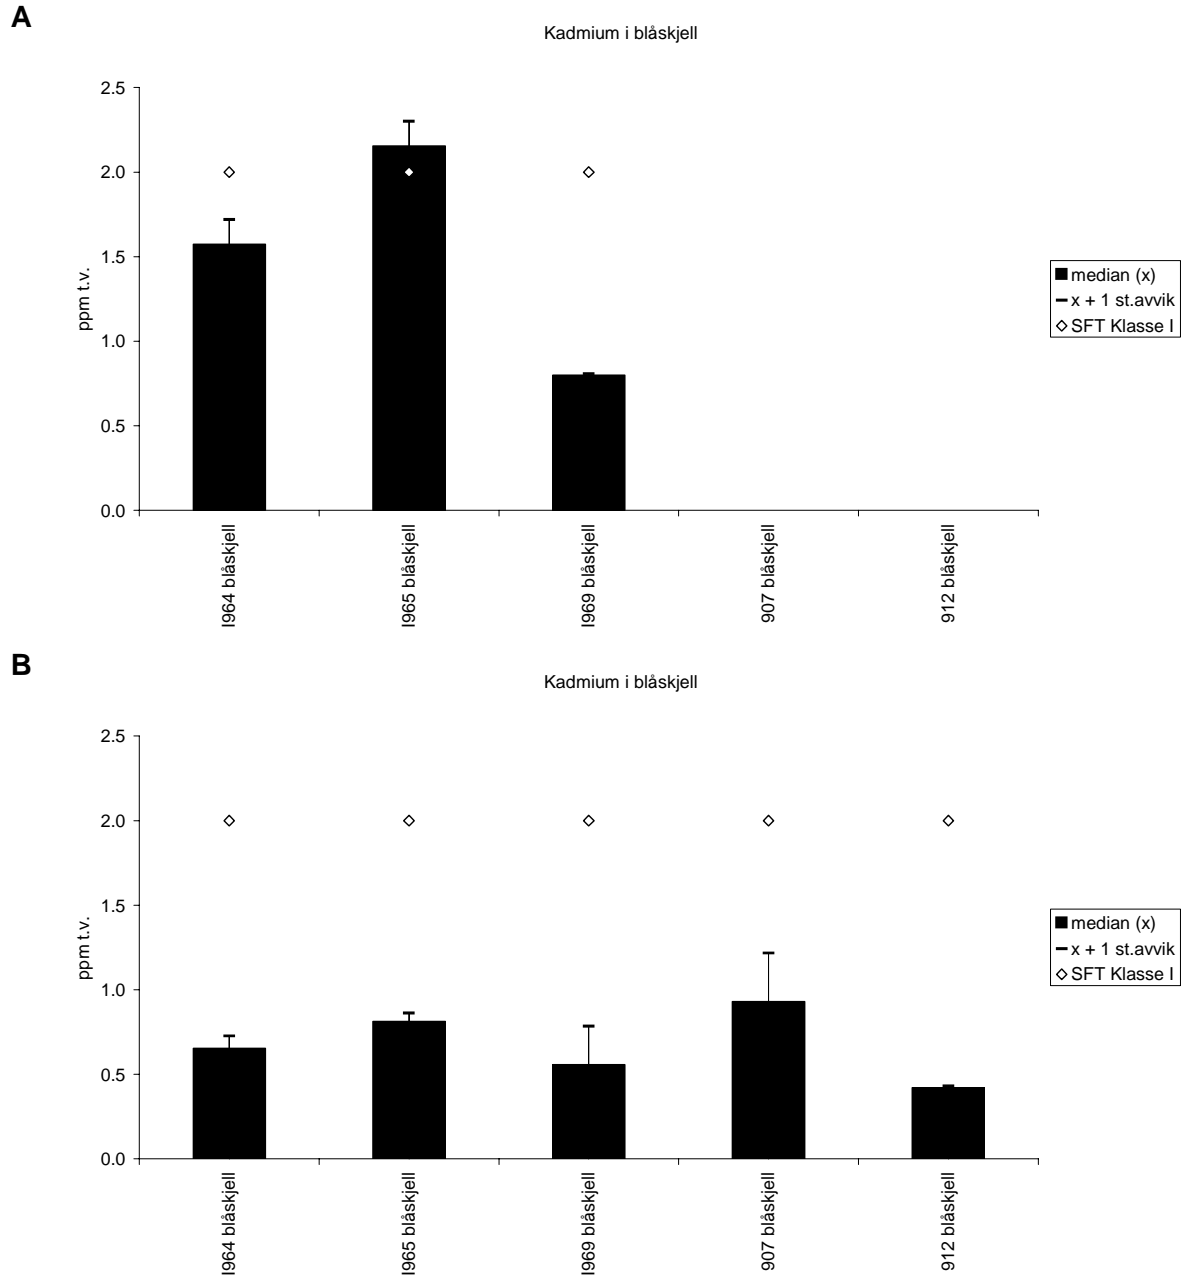 A
Kadmium i blåskjell
2.5
2.0
1.5
1.0
0.5
0.0
ppm t.v.
I964 blåskjell
I965 blåskjell
I969 blåskjell
907 blåskjell
912 blåskjell
median (x)
x + 1 st.avvik
SFT Klasse I
B
Kadmium i blåskjell
2.5
2.0
1.5
1.0
0.5
0.0
ppm t.v.
I964 blåskjell
I965 blåskjell
I969 blåskjell
907 blåskjell
912 blåskjell
median (x)
x + 1 st.avvik
SFT Klasse I